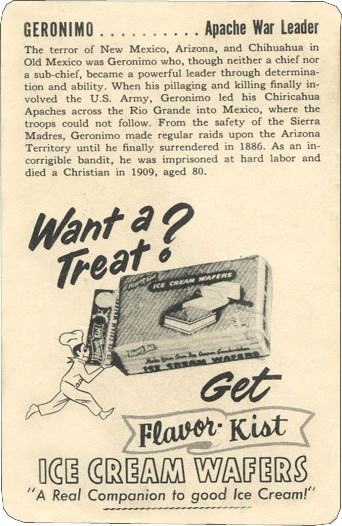 GERONIMO .......... Apache War Leader
The terror of New Mexico, Arizona, and Chihuahua in
Old Mexico was Geronimo who, though neither a chief nor
a sub-chief, became a powerful leader through determina-
tion and ability. When his pillaging and killing finally in-
volved the U.S. Army, Geronimo led his Chiricahua
Apaches across the Rio Grande into Mexico, where the
troops could not follow. From the safety of the Sierra
Madres, Geronimo made regular raids upon the Arizona
Territory until he finally surrendered in 1886. As an in-
corrigible bandit, he was imprisoned at hard labor and
died a Christian in 1909, aged 80.
Want a
Treat?
ICE CREAM WAFERS
Make Your Own Ice Cream Sandwiches
ICE CREAM WAFERS
Get
Flavor-Kist
ICE CREAM WAFERS
"A Real Companion to good Ice Cream!"